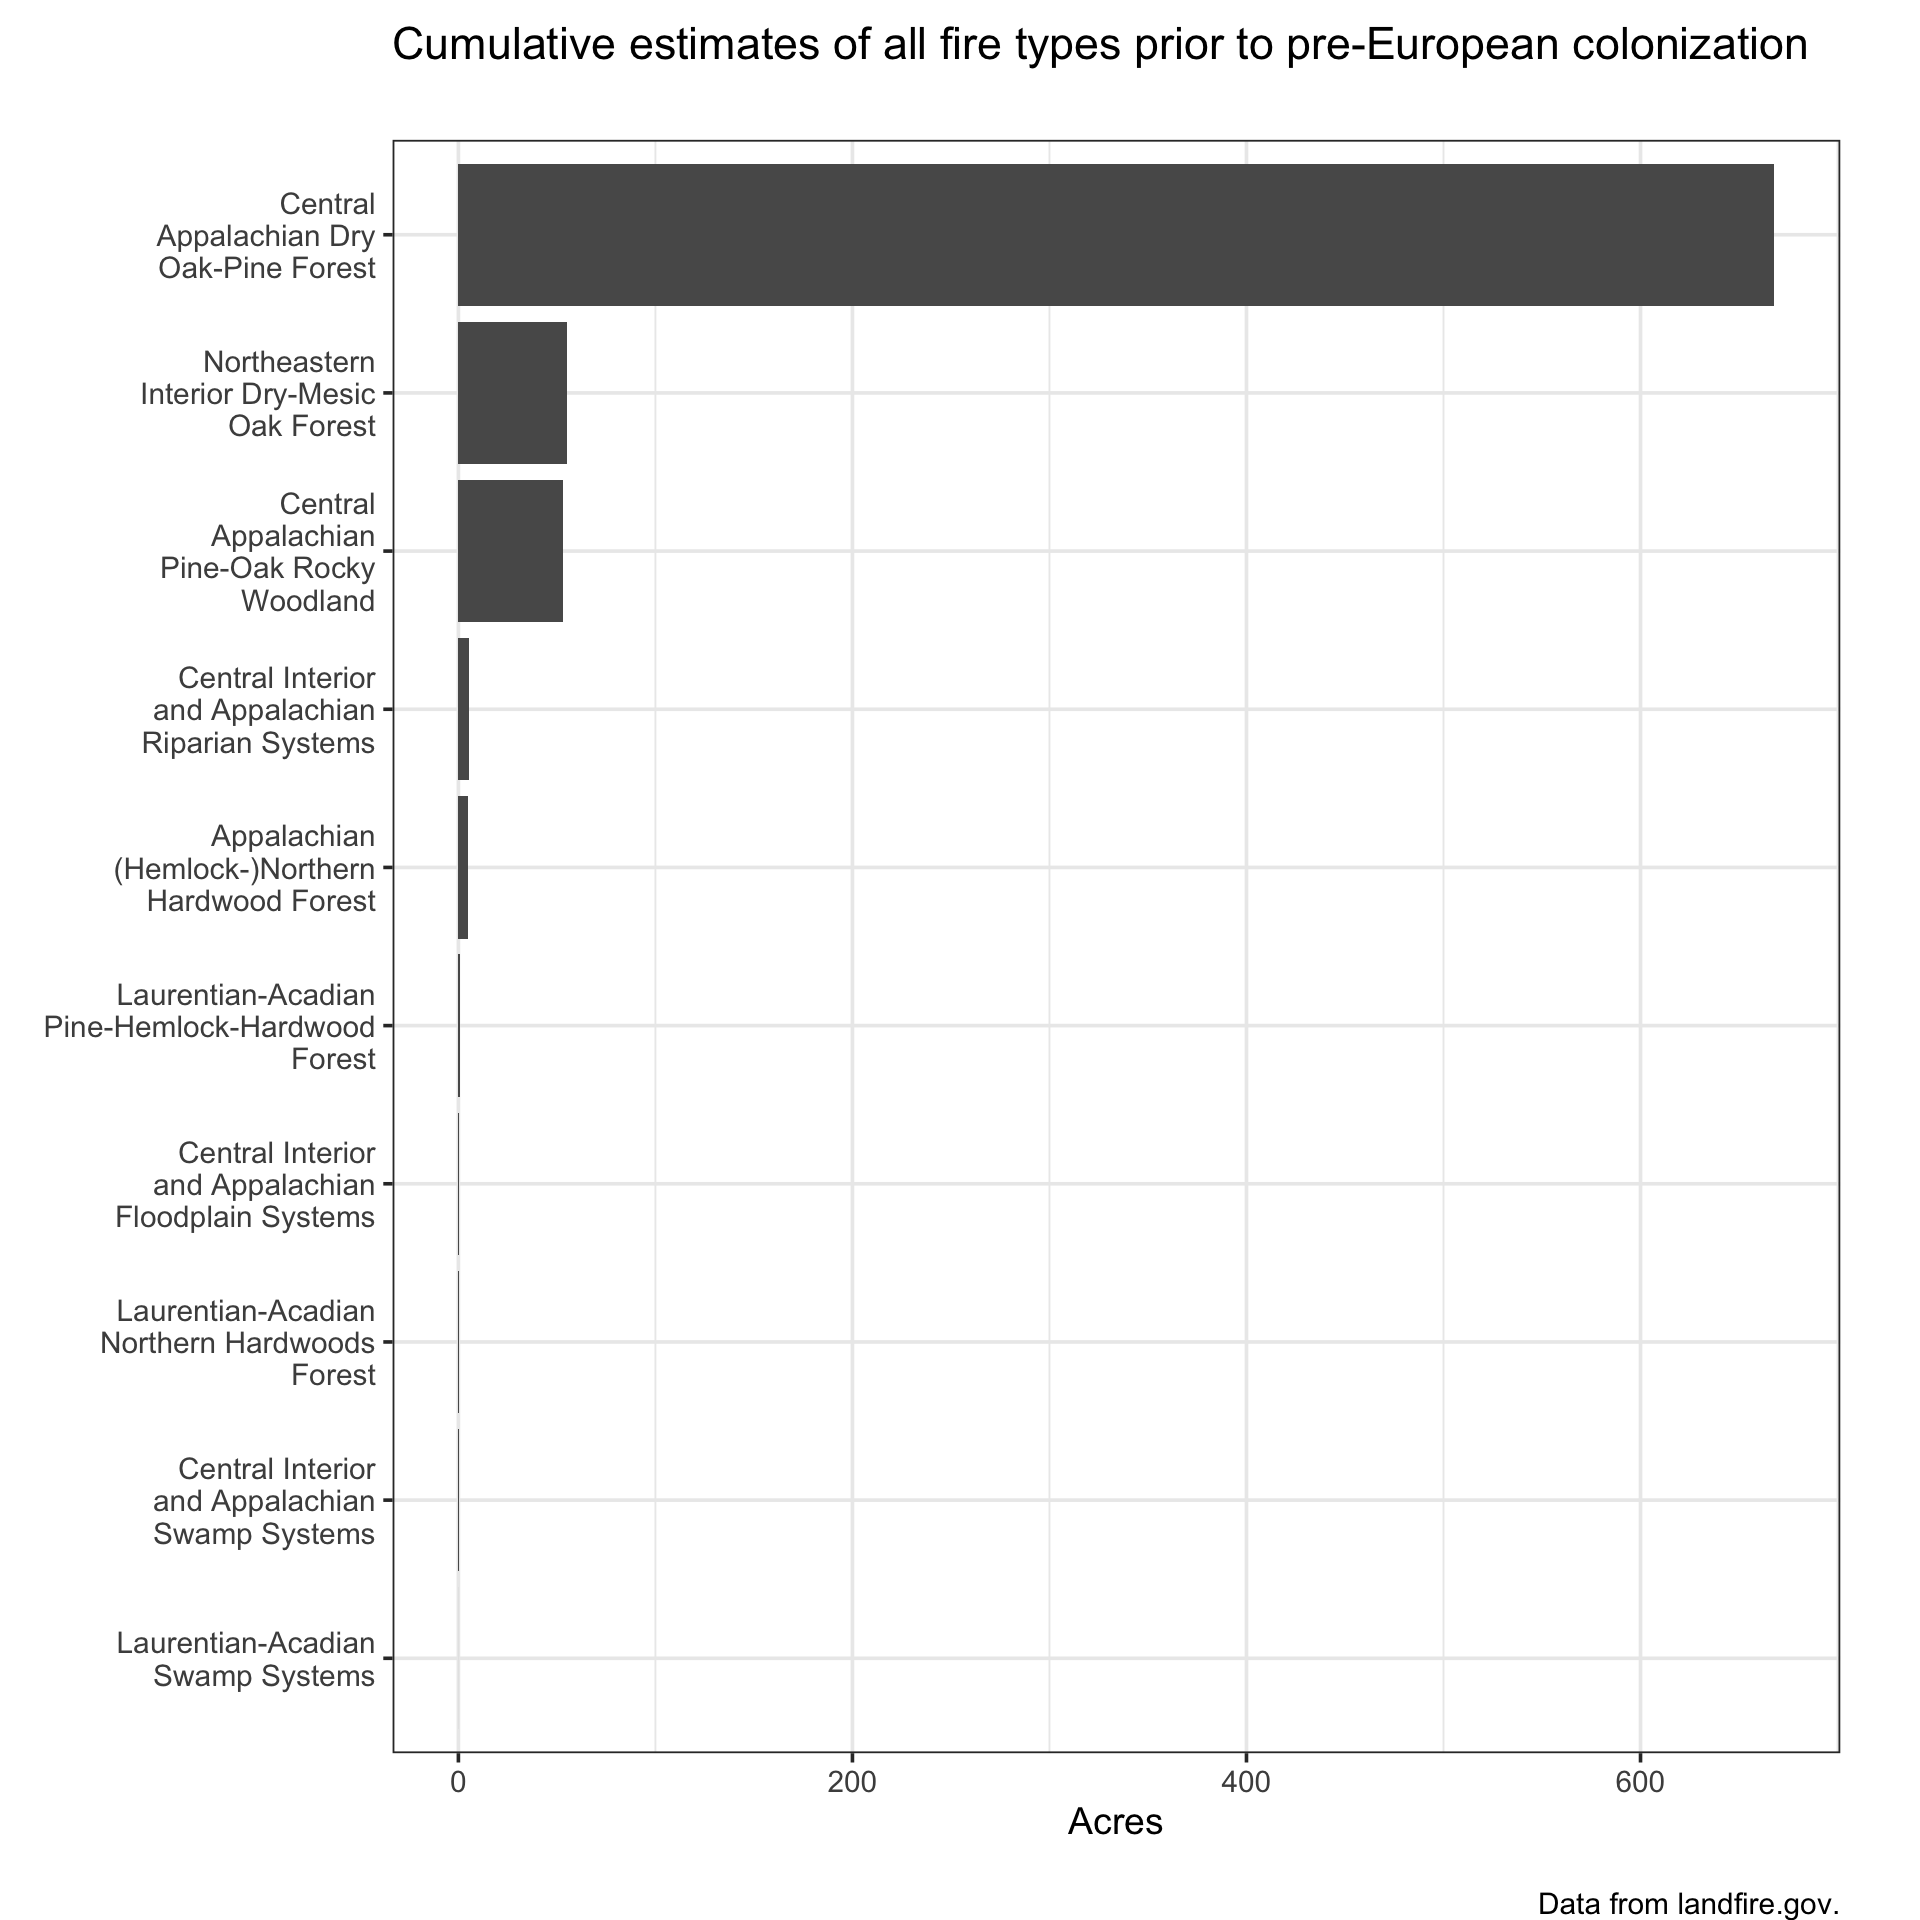 Cumulative estimates of all fire types prior to pre-European colonization
Central
Appalachian Dry
Oak-Pine Forest
Northeastern
Interior Dry-Mesic
Oak Forest
Central
Appalachian
Pine-Oak Rocky
Woodland
Central Interior
and Appalachian
Riparian Systems
Appalachian
(Hemlock-)Northern
Hardwood Forest
Laurentian-Acadian
Pine-Hemlock-Hardwood
Forest
Central Interior
and Appalachian
Floodplain Systems
Laurentian-Acadian
Northern Hardwoods
Forest
Central Interior
and Appalachian
Swamp Systems
Laurentian-Acadian
Swamp Systems
0 200 400 600
Acres
Data from landfire.gov.